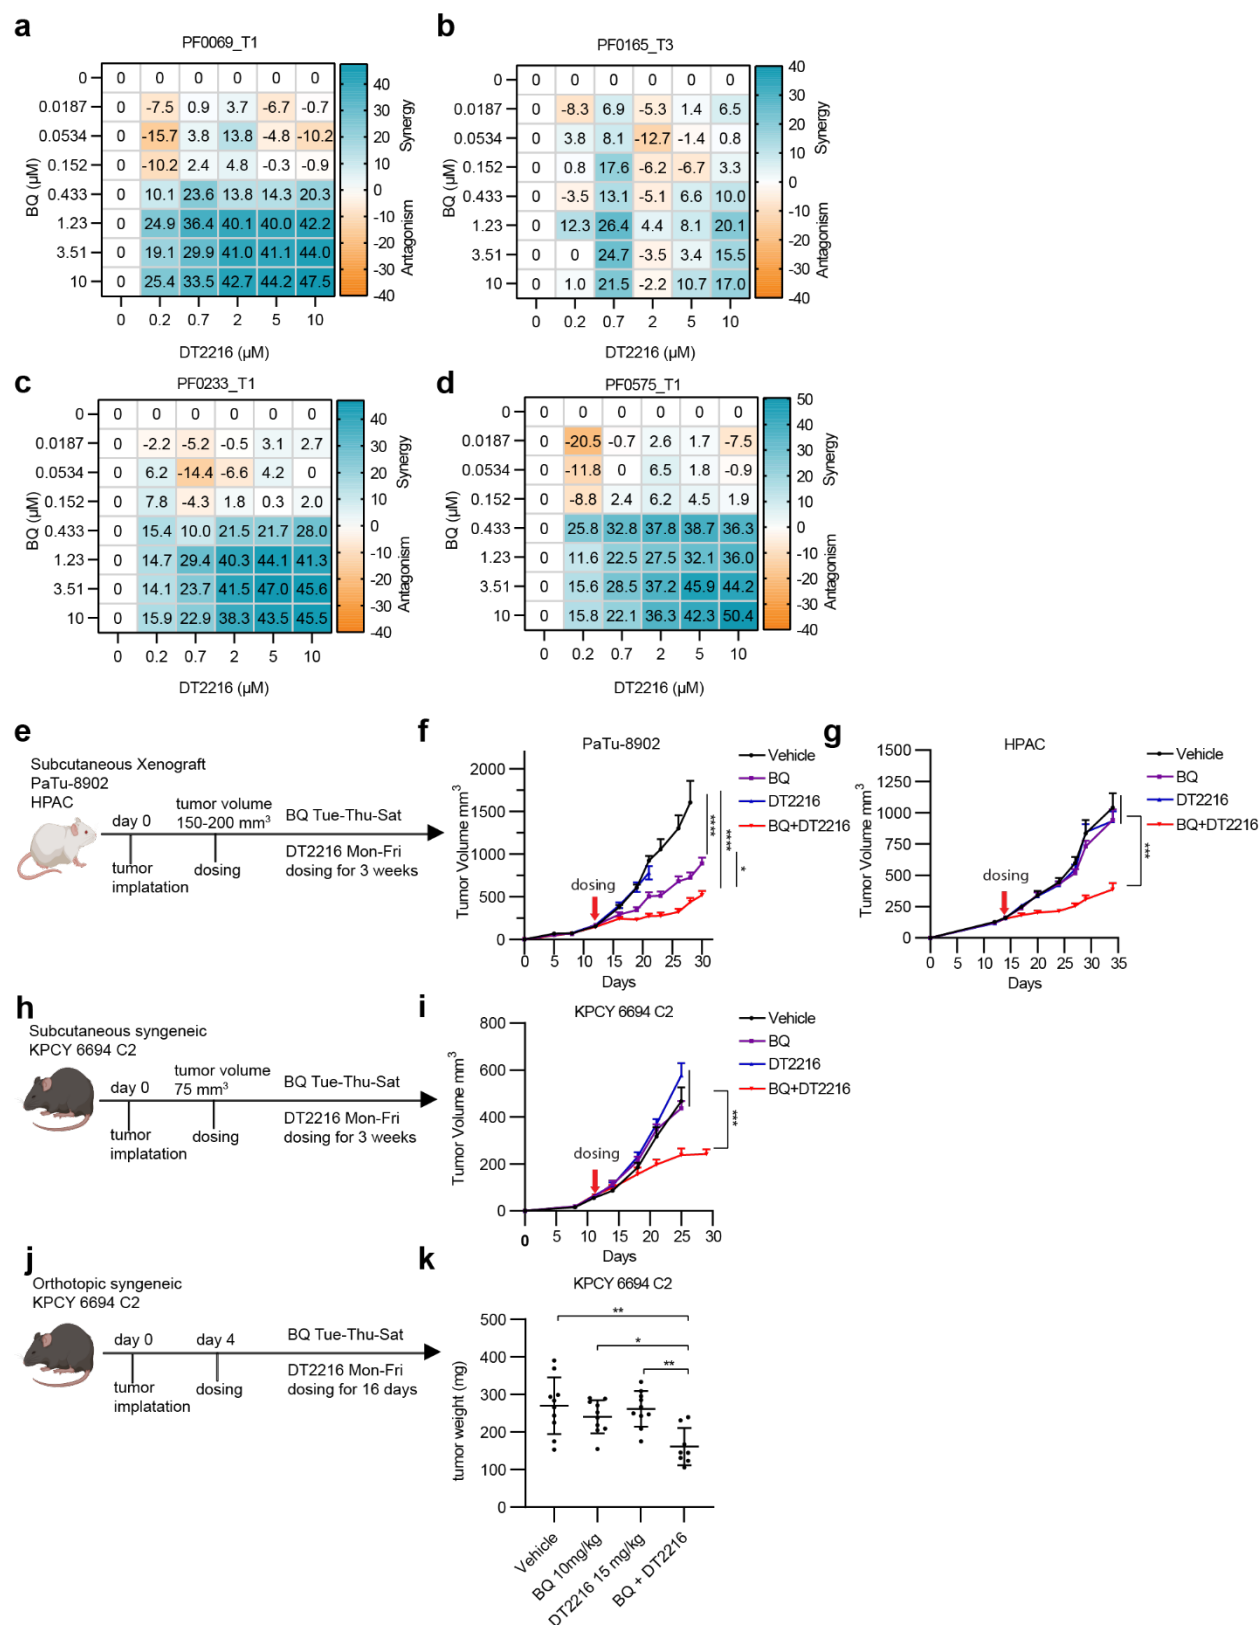 a
PF0069_T1
0 0 0 0 0 0 0
0.0187 0 -7.5 0.9 3.7 -6.7 -0.7
0.0534 0 -15.7 3.8 13.8 -4.8 -10.2
0.152 0 -10.2 2.4 4.8 -0.3 -0.9
0.433 0 10.1 23.6 13.8 14.3 20.3
1.23 0 24.9 36.4 40.1 40.0 42.2
3.51 0 19.1 29.9 41.0 41.1 44.0
10 0 25.4 33.5 42.7 44.2 47.5
0 0.2 0.7 2 5 10
BQ (µM)
DT2216 (µM)
40
30
20
10
0
-10
-20
-30
-40
Synergy
Antagonism
b
PF0165_T3
0 0 0 0 0 0 0
0.0187 0 -8.3 6.9 -5.3 1.4 6.5
0.0534 0 3.8 8.1 -12.7 -1.4 0.8
0.152 0 0.8 17.6 -6.2 -6.7 3.3
0.433 0 -3.5 13.1 -5.1 6.6 10.0
1.23 0 12.3 26.4 4.4 8.1 20.1
3.51 0 0 24.7 -3.5 3.4 15.5
10 0 1.0 21.5 -2.2 10.7 17.0
0 0.2 0.7 2 5 10
BQ (µM)
DT2216 (µM)
40
30
20
10
0
-10
-20
-30
-40
Synergy
Antagonism
c
PF0233_T1
0 0 0 0 0 0 0
0.0187 0 -2.2 -5.2 -0.5 3.1 2.7
0.0534 0 6.2 -14.4 -6.6 4.2 0
0.152 0 7.8 -4.3 1.8 0.3 2.0
0.433 0 15.4 10.0 21.5 21.7 28.0
1.23 0 14.7 29.4 40.3 44.1 41.3
3.51 0 14.1 23.7 41.5 47.0 45.6
10 0 15.9 22.9 38.3 43.5 45.5
0 0.2 0.7 2 5 10
BQ (µM)
DT2216 (µM)
40
30
20
10
0
-10
-20
-30
-40
Synergy
Antagonism
d
PF0575_T1
0 0 0 0 0 0 0
0.0187 0 -20.5 -0.7 2.6 1.7 -7.5
0.0534 0 -11.8 0 6.5 1.8 -0.9
0.152 0 -8.8 2.4 6.2 4.5 1.9
0.433 0 25.8 32.8 37.8 38.7 36.3
1.23 0 11.6 22.5 27.5 32.1 36.0
3.51 0 15.6 28.5 37.2 45.9 44.2
10 0 15.8 22.1 36.3 42.3 50.4
0 0.2 0.7 2 5 10
BQ (µM)
DT2216 (µM)
50
40
30
20
10
0
-10
-20
-30
-40
Synergy
Antagonism
e
Subcutaneous Xenograft
PaTu-8902
HPAC
day 0
tumor volume
150-200 mm³
BQ Tue-Thu-Sat
tumor
implatation
dosing
DT2216 Mon-Fri
dosing for 3 weeks
f
PaTu-8902
Tumor Volume mm³
2000
1500
1000
500
0
dosing
0 5 10 15 20 25 30
Days
Vehicle
BQ
DT2216
BQ+DT2216
****
****
*
g
HPAC
Tumor Volume mm³
1500
1250
1000
750
500
250
0
dosing
0 5 10 15 20 25 30 35
Days
Vehicle
BQ
DT2216
BQ+DT2216
***
h
Subcutaneous syngeneic
KPCY 6694 C2
day 0
tumor volume
75 mm³
BQ Tue-Thu-Sat
tumor
implatation
dosing
DT2216 Mon-Fri
dosing for 3 weeks
i
KPCY 6694 C2
Tumor Volume mm³
800
600
400
200
0
dosing
0 5 10 15 20 25 30
Days
Vehicle
BQ
DT2216
BQ+DT2216
***
j
Orthotopic syngeneic
KPCY 6694 C2
day 0
day 4
BQ Tue-Thu-Sat
tumor
implatation
dosing
DT2216 Mon-Fri
dosing for 16 days
k
KPCY 6694 C2
tumor weight (mg)
500
400
300
200
100
0
**
*
**
Vehicle
BQ 10mg/kg
DT2216 15 mg/kg
BQ + DT2216